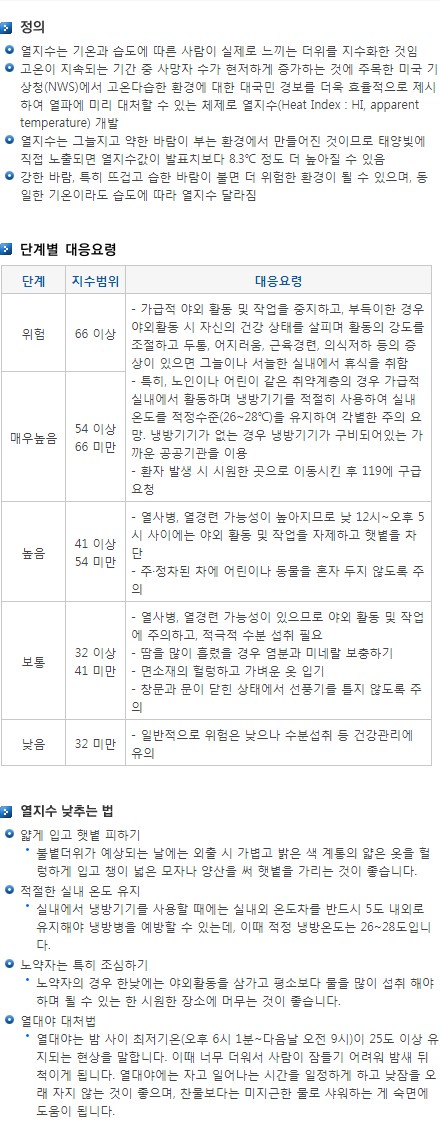 정의
열지수는 기온과 습도에 따른 사람이 실제로 느끼는 더위를 지수화한 것임
고온이 지속되는 기간 중 사망자 수가 현저하게 증가하는 것에 주목한 미국 기
상청(NWS)에서 고온다습한 환경에 대한 대국민 경보를 더욱 효율적으로 제시
하여 열파에 미리 대처할 수 있는 체제로 열지수(Heat Index : HI, apparent
temperature) 개발
열지수는 그늘지고 약한 바람이 부는 환경에서 만들어진 것이므로 태양빛에
직접 노출되면 열지수값이 발표치보다 8.3℃ 정도 더 높아질 수 있음
강한 바람, 특히 뜨겁고 습한 바람이 불면 더 위험한 환경이 될 수 있으며, 동
일한 기온이라도 습도에 따라 열지수 달라짐
단계별 대응요령
단계 지수범위 대응요령
위험 66 이상
- 가급적 야외 활동 및 작업을 중지하고, 부득이한 경우
야외활동 시 자신의 건강 상태를 살피며 활동의 강도를
조절하고 두통, 어지러움, 근육경련, 의식저하 등의 증
상이 있으면 그늘이나 서늘한 실내에서 휴식을 취함
매우높음 54 이상
66 미만
- 특히, 노인이나 어린이 같은 취약계층의 경우 가급적
실내에서 활동하며 냉방기기를 적절히 사용하여 실내
온도를 적정수준(26~28℃)을 유지하여 각별한 주의 요
망. 냉방기기가 없는 경우 냉방기기가 구비되어있는 가
까운 공공기관을 이용
- 환자 발생 시 시원한 곳으로 이동시킨 후 119에 구급
요청
높음 41 이상
54 미만
- 열사병, 열경련 가능성이 높아지므로 낮 12시~오후 5
시 사이에는 야외 활동 및 작업을 자제하고 햇볕을 차
단
- 주·정차된 차에 어린이나 동물을 혼자 두지 않도록 주
의
보통 32 이상
41 미만
- 열사병, 열경련 가능성이 있으므로 야외 활동 및 작업
에 주의하고, 적극적 수분 섭취 필요
- 땀을 많이 흘렸을 경우 염분과 미네랄 보충하기
- 면소재의 헐렁하고 가벼운 옷 입기
- 창문과 문이 닫힌 상태에서 선풍기를 틀지 않도록 주
의
낮음 32 미만
- 일반적으로 위험은 낮으나 수분섭취 등 건강관리에
유의
열지수 낮추는 법
얇게 입고 햇볕 피하기
불볕더위가 예상되는 날에는 외출 시 가볍고 밝은 색 계통의 얇은 옷을 헐
렁하게 입고 챙이 넓은 모자나 양산을 써 햇볕을 가리는 것이 좋습니다.
적절한 실내 온도 유지
실내에서 냉방기기를 사용할 때에는 실내외 온도차를 반드시 5도 내외로
유지해야 냉방병을 예방할 수 있는데, 이때 적정 냉방온도는 26~28도입니
다.
노약자는 특히 조심하기
노약자의 경우 한낮에는 야외활동을 삼가고 평소보다 물을 많이 섭취 해야
하며 될 수 있는 한 시원한 장소에 머무는 것이 좋습니다.
열대야 대처법
열대야는 밤 사이 최저기온(오후 6시 1분~다음날 오전 9시)이 25도 이상 유
지되는 현상을 말합니다. 이때 너무 더워서 사람이 잠들기 어려워 밤새 뒤
척이게 됩니다. 열대야에는 자고 일어나는 시간을 일정하게 하고 낮잠을 오
래 자지 않는 것이 좋으며, 찬물보다는 미지근한 물로 샤워하는 게 숙면에
도움이 됩니다.